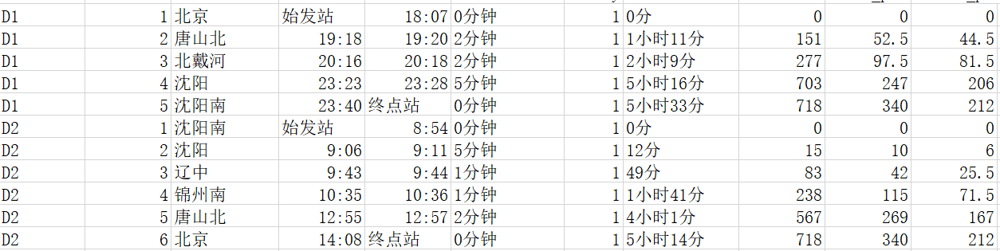 D1 1 北京 始发站 18:07 0分钟 1 0分 0 0 0
D1 2 唐山北 19:18 19:20 2分钟 1 1小时11分 151 52.5 44.5
D1 3 北戴河 20:16 20:18 2分钟 1 2小时9分 277 97.5 81.5
D1 4 沈阳 23:23 23:28 5分钟 1 5小时16分 703 247 206
D1 5 沈阳南 23:40 终点站 0分钟 1 5小时33分 718 340 212
D2 1 沈阳南 始发站 8:54 0分钟 1 0分 0 0 0
D2 2 沈阳 9:06 9:11 5分钟 1 12分 15 10 6
D2 3 辽中 9:43 9:44 1分钟 1 49分 83 42 25.5
D2 4 锦州南 10:35 10:36 1分钟 1 1小时41分 238 115 71.5
D2 5 唐山北 12:55 12:57 2分钟 1 4小时1分 567 269 167
D2 6 北京 14:08 终点站 0分钟 1 5小时14分 718 340 212